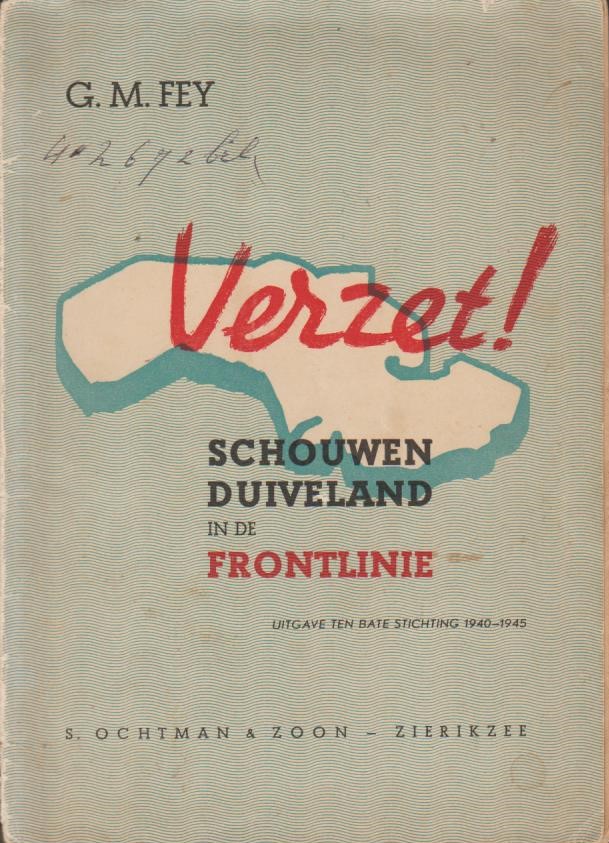 G. M. FEY
Verzet!
SCHOUWEN
DUIVELAND
IN DE
FRONTLINIE
UITGAVE TEN BATE STICHTING 1940–1945
S. OCHTMAN & ZOON – ZIERIKZEE